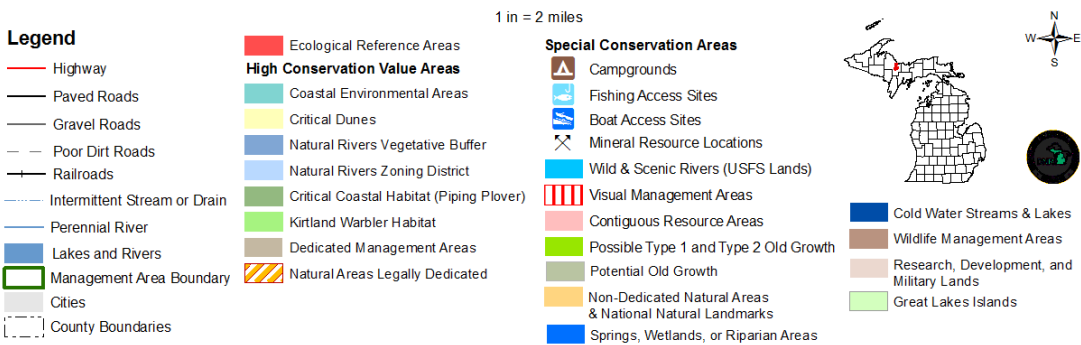 1 in = 2 miles
Legend
Highway
Paved Roads
Gravel Roads
Poor Dirt Roads
Railroads
Intermittent Stream or Drain
Perennial River
Lakes and Rivers
Management Area Boundary
Cities
County Boundaries
Ecological Reference Areas
High Conservation Value Areas
Coastal Environmental Areas
Critical Dunes
Natural Rivers Vegetative Buffer
Natural Rivers Zoning District
Critical Coastal Habitat (Piping Plover)
Kirtland Warbler Habitat
Dedicated Management Areas
Natural Areas Legally Dedicated
Special Conservation Areas
Campgrounds
Fishing Access Sites
Boat Access Sites
Mineral Resource Locations
Wild & Scenic Rivers (USFS Lands)
Visual Management Areas
Contiguous Resource Areas
Possible Type 1 and Type 2 Old Growth
Potential Old Growth
Non-Dedicated Natural Areas
& National Natural Landmarks
Springs, Wetlands, or Riparian Areas
N
W
E
S
Cold Water Streams & Lakes
Wildlife Management Areas
Research, Development, and
Military Lands
Great Lakes Islands